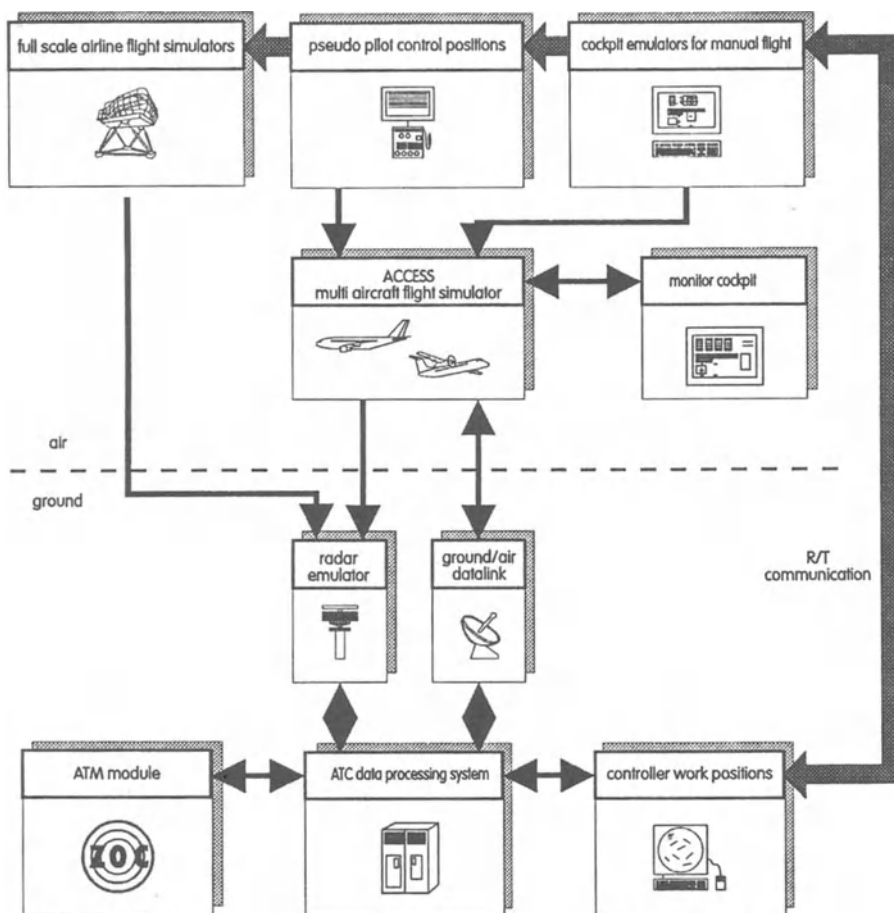 full scale airline flight simulators
pseudo pilot control positions
cockpit emulators for manual flight
ACCESS
multi aircraft flight simulator
monitor cockpit
air
ground
radar
emulator
ground/air
datalink
R/T
communication
ATM module
ATC data processing system
controller work positions
ZOC